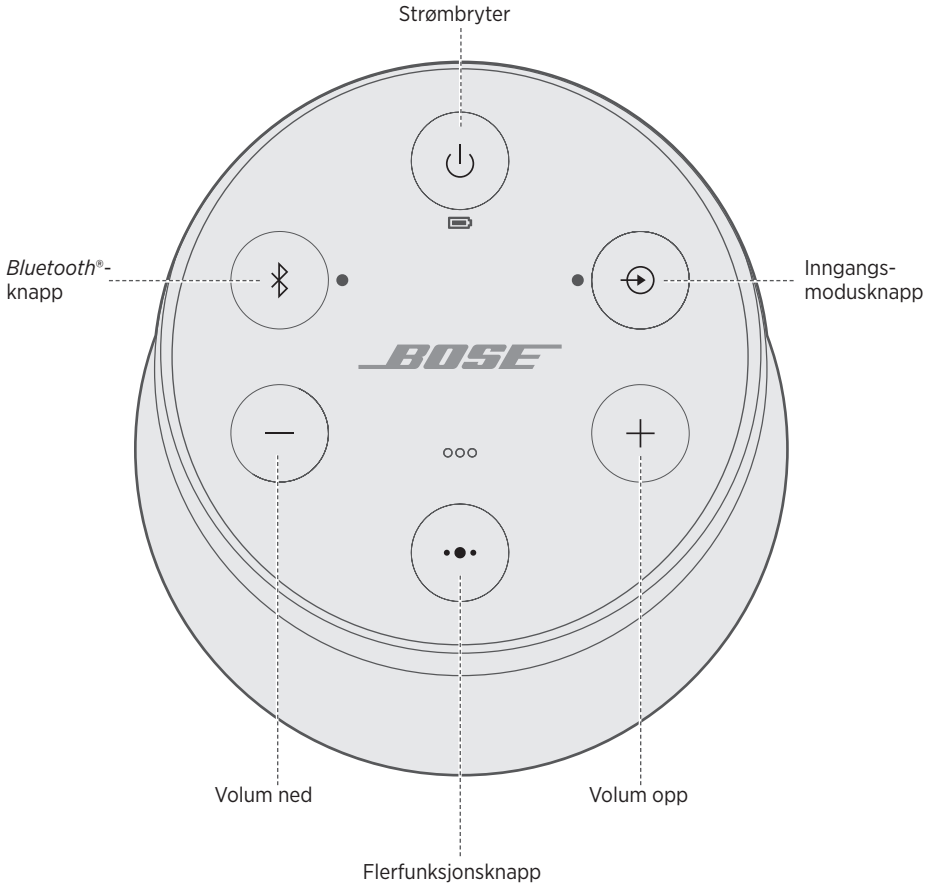 Strømbryter
Bluetooth®-
knapp
Inngangs-
modusknapp
BOSE
Volum ned
Volum opp
Flerfunksjonsknapp